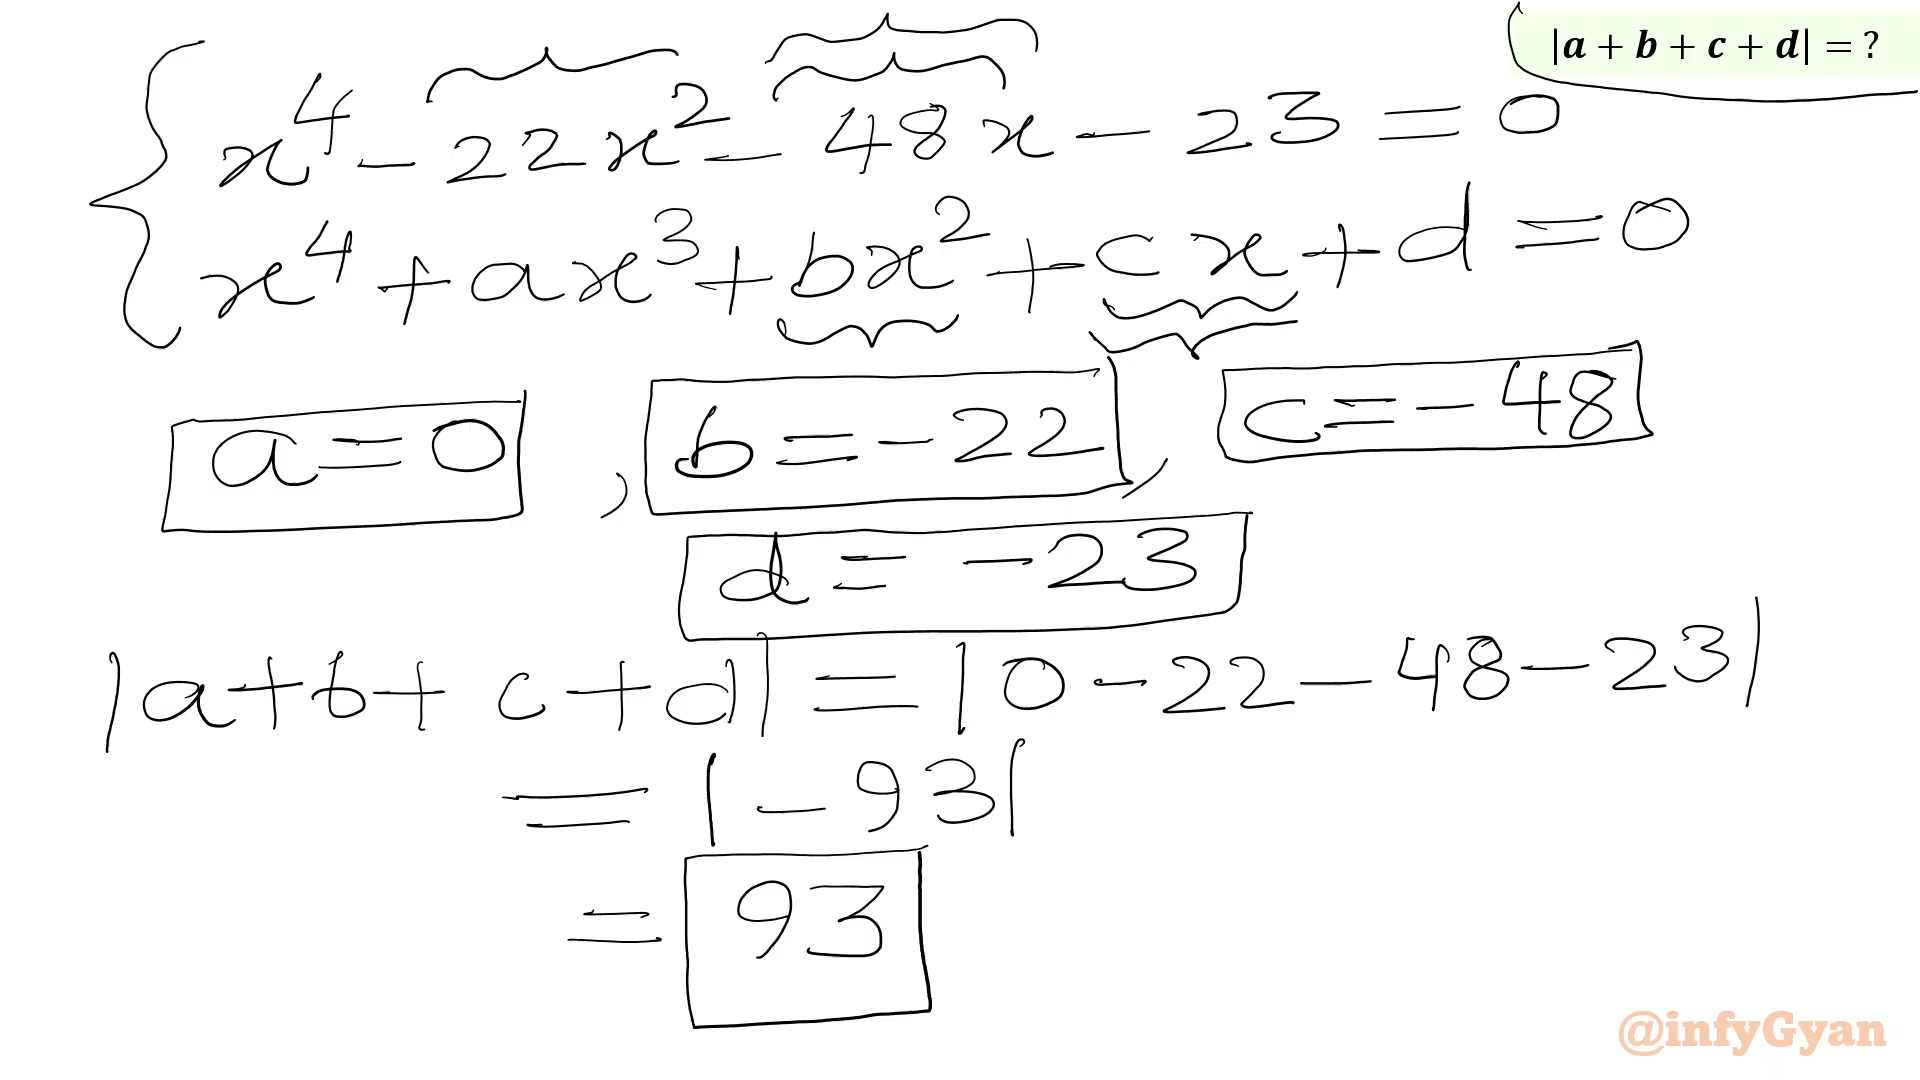 |a + b + c + d| = ?
x⁴ - 22x² - 48x - 23 = 0
x⁴ + ax³ + bx² + cx + d = 0
a = 0 , b = -22 , c = -48
d = -23
|a + b + c + d| = |0 - 22 - 48 - 23|
= |-93|
= 93
@infyGyan